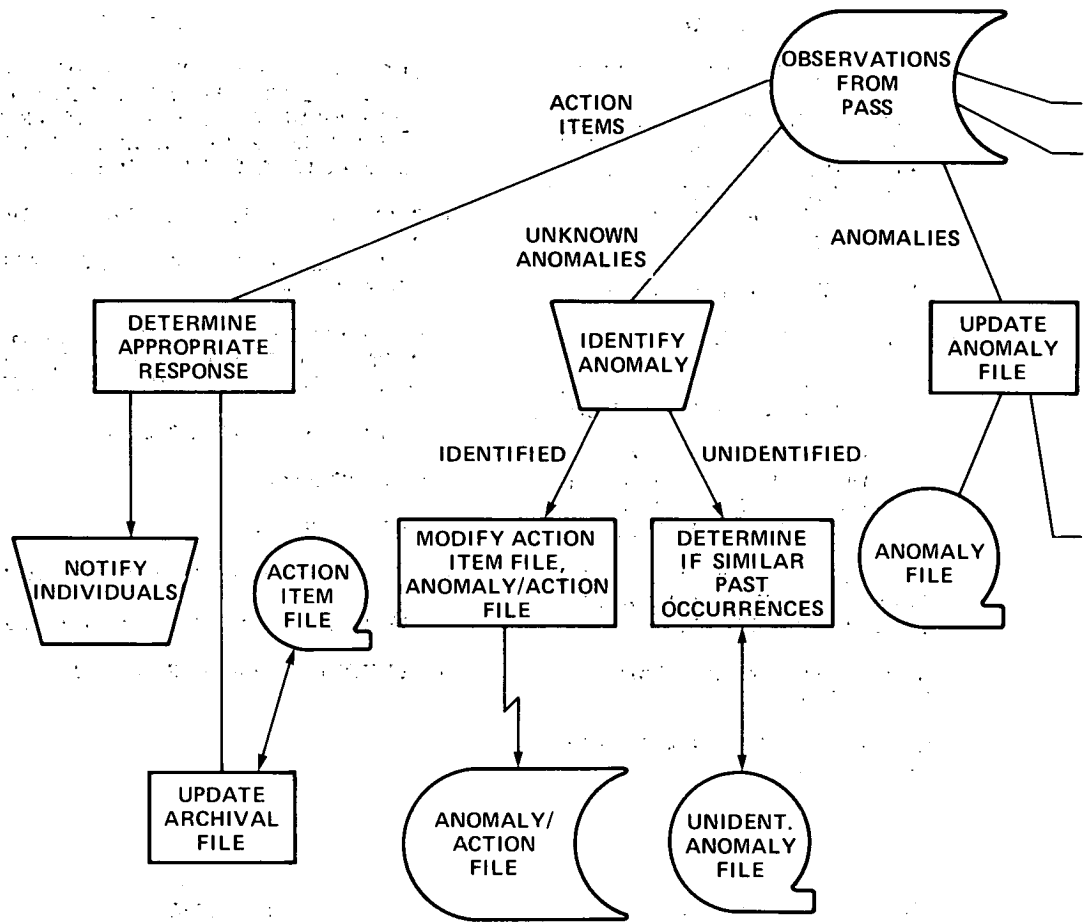 OBSERVATIONS
FROM
PASS
ACTION
ITEMS
UNKNOWN
ANOMALIES
ANOMALIES
DETERMINE
APPROPRIATE
RESPONSE
IDENTIFY
ANOMALY
UPDATE
ANOMALY
FILE
IDENTIFIED
UNIDENTIFIED
NOTIFY
INDIVIDUALS
ACTION
ITEM
FILE
MODIFY ACTION
ITEM FILE,
ANOMALY/ACTION
FILE
DETERMINE
IF SIMILAR
PAST
OCCURRENCES
ANOMALY
FILE
UPDATE
ARCHIVAL
FILE
ANOMALY/
ACTION
FILE
UNIDENT.
ANOMALY
FILE